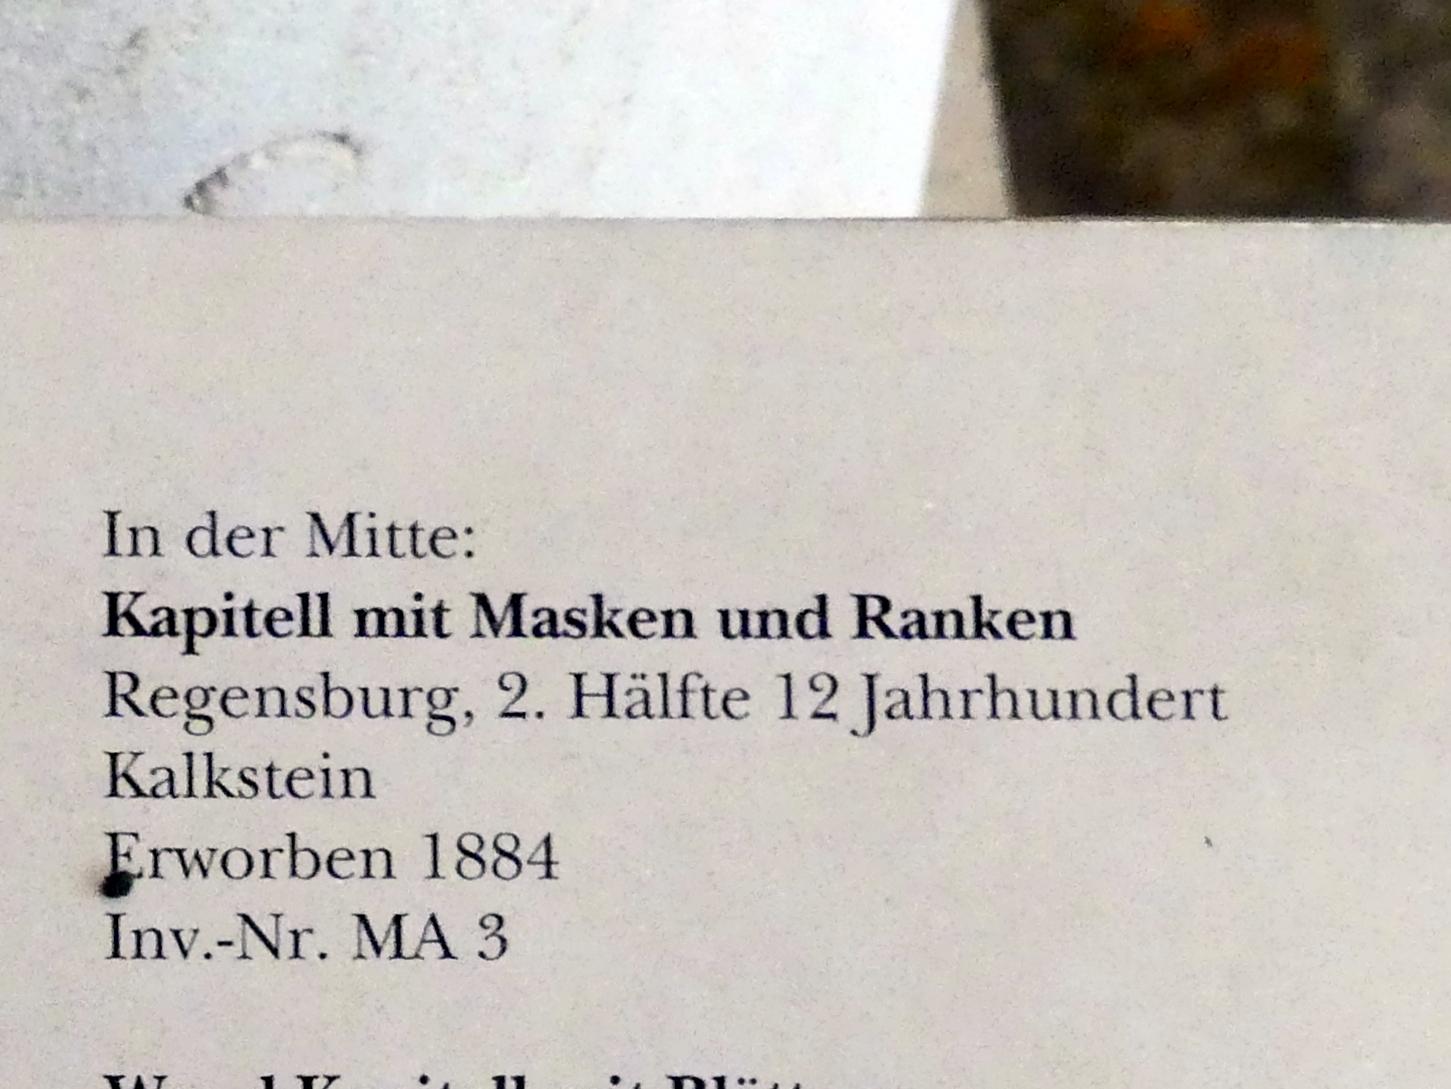 In der Mitte:
Kapitell mit Masken und Ranken
Regensburg, 2. Hälfte 12 Jahrhundert
Kalkstein
Erworben 1884
Inv.-Nr. MA 3